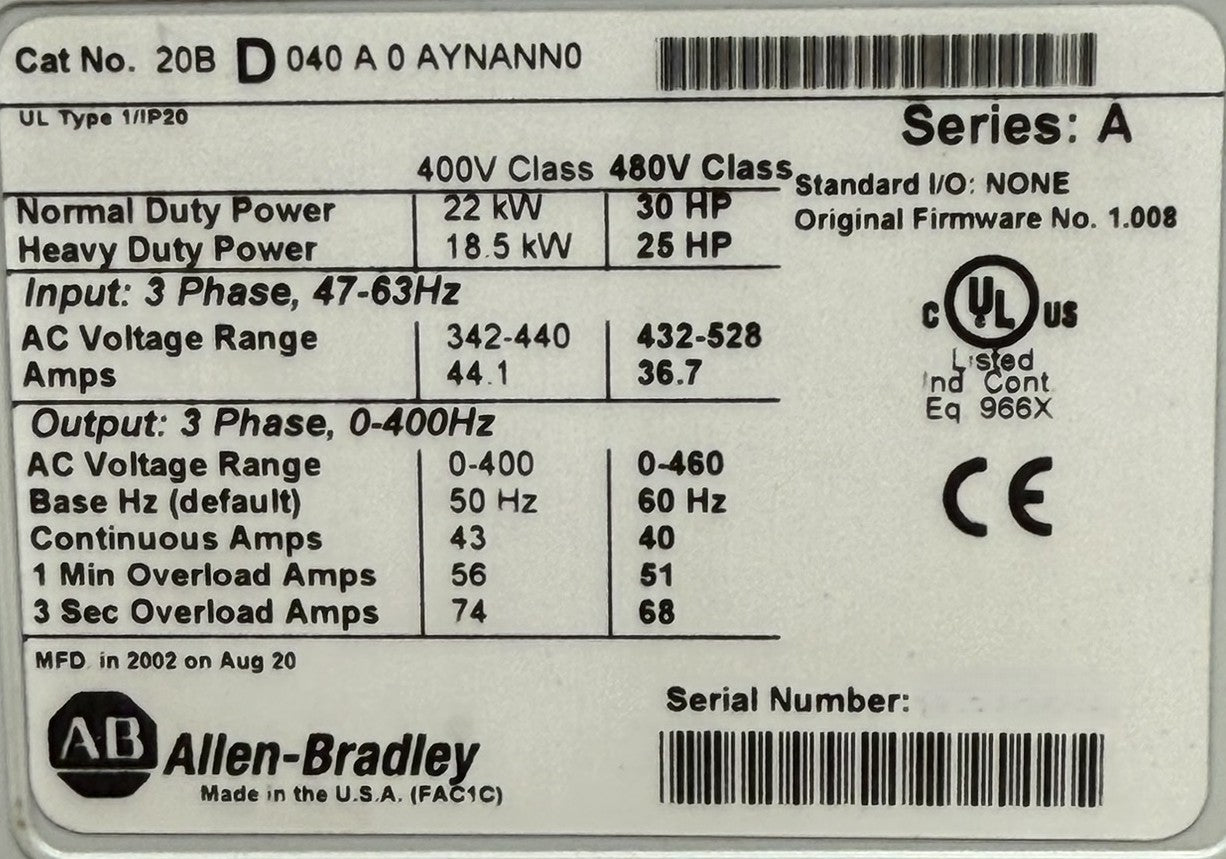 Cat No. 20B D 040 A 0 AYNANN0
UL Type 1/IP20
Series: A
400V Class 480V Class
Standard I/O: NONE
Original Firmware No. 1.008
Normal Duty Power 22 kW 30 HP
Heavy Duty Power 18.5 kW 25 HP
Input: 3 Phase, 47-63Hz
AC Voltage Range 342-440 432-528
Amps 44.1 36.7
C UL US
Listed
Ind Cont
Eq 966X
Output: 3 Phase, 0-400Hz
AC Voltage Range 0-400 0-460
Base Hz (default) 50 Hz 60 Hz
Continuous Amps 43 40
1 Min Overload Amps 56 51
3 Sec Overload Amps 74 68
CE
MFD in 2002 on Aug 20
Serial Number:
AB Allen-Bradley
Made in the U.S.A. (FAC1C)